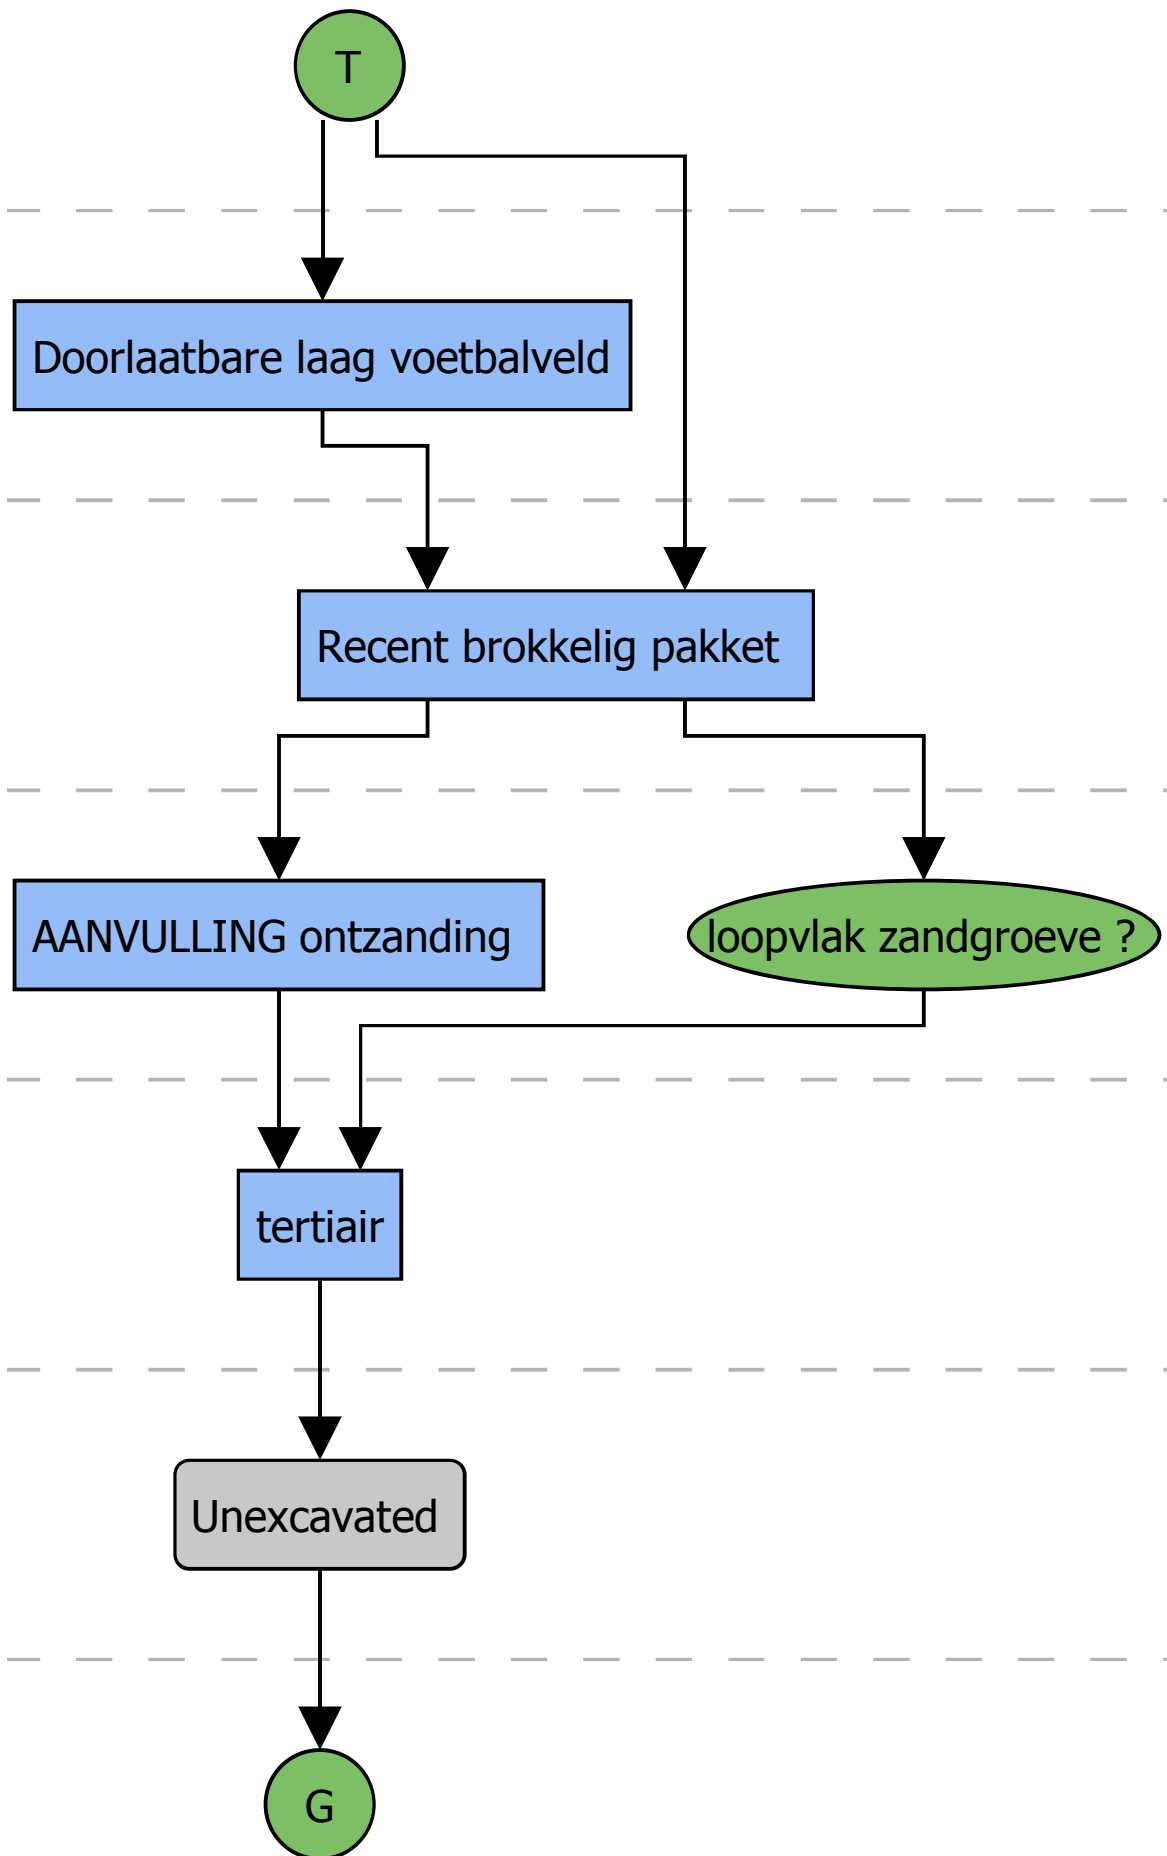 T
Doorlaatbare laag voetbalveld
Recent brokkelig pakket
AANVULLING ontzanding
loopvlak zandgroeve ?
tertiair
Unexcavated
G